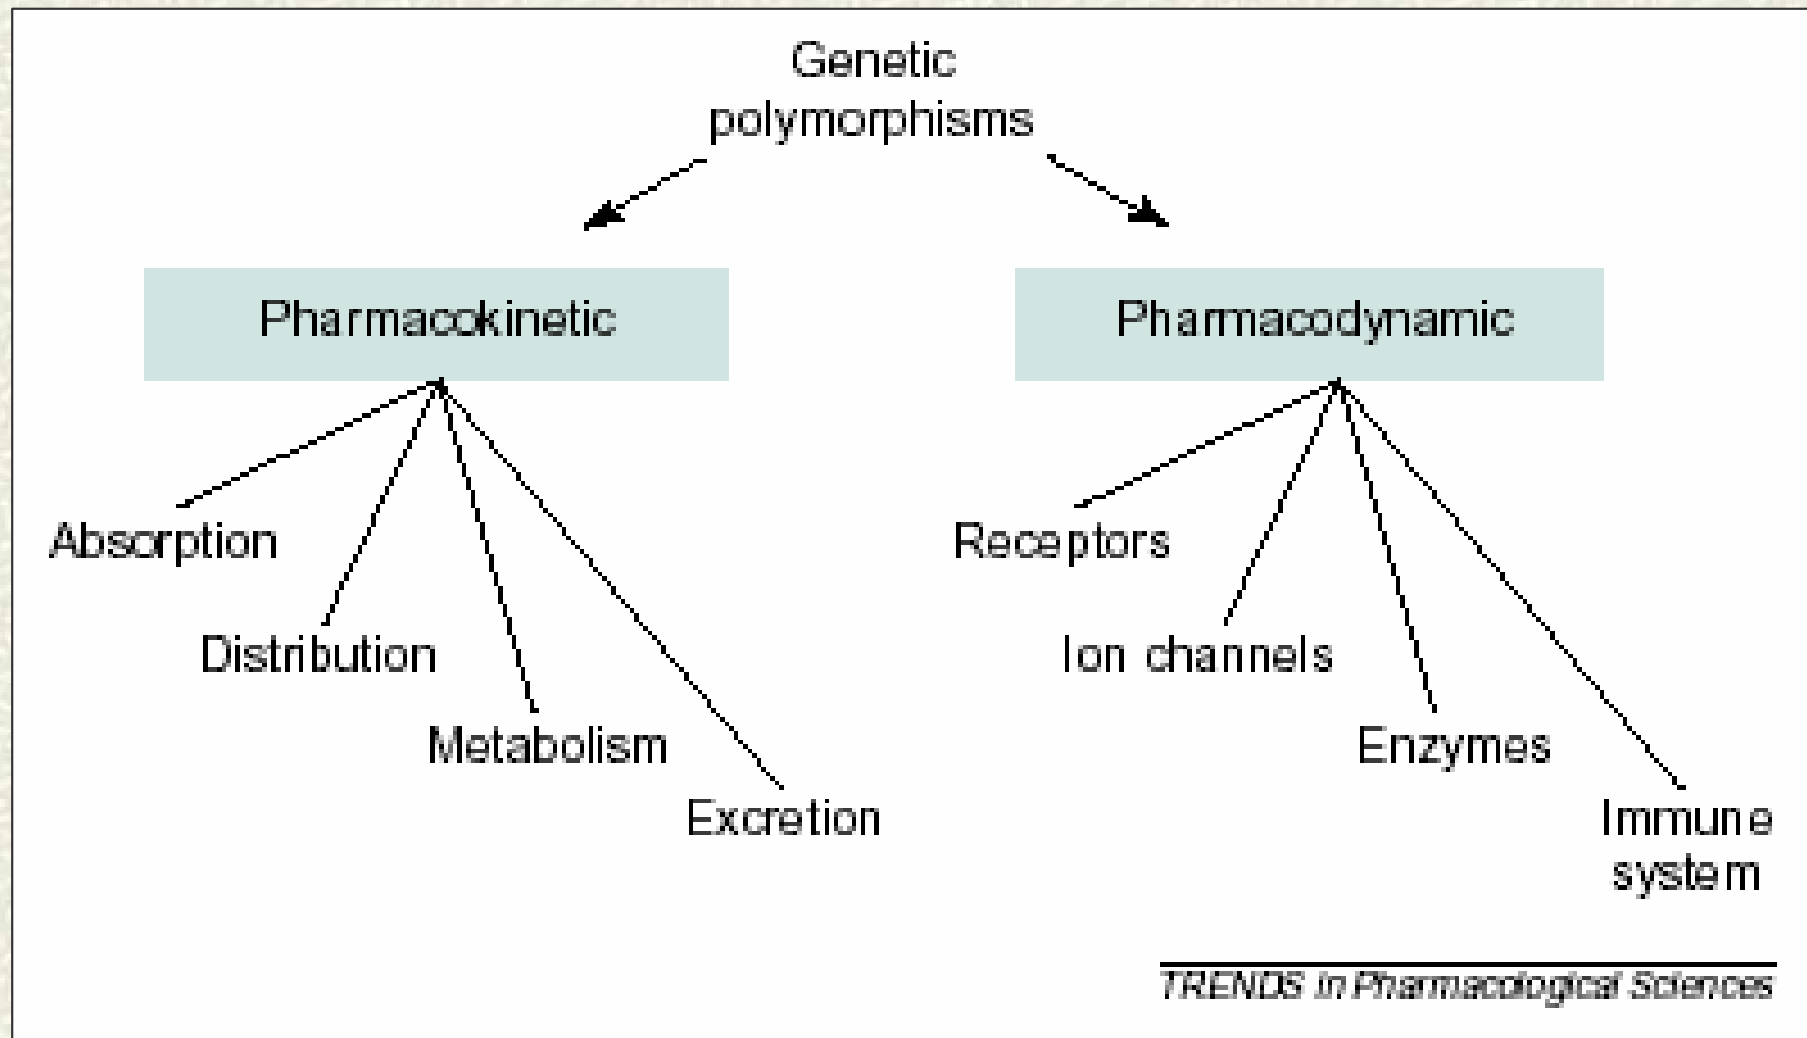 Genetic
polymorphisms
Pharmacokinetic
Pharmacodynamic
Absorption
Distribution
Metabolism
Excretion
Receptors
Ion channels
Enzymes
Immune
system
TRENDS in Pharmacological Sciences